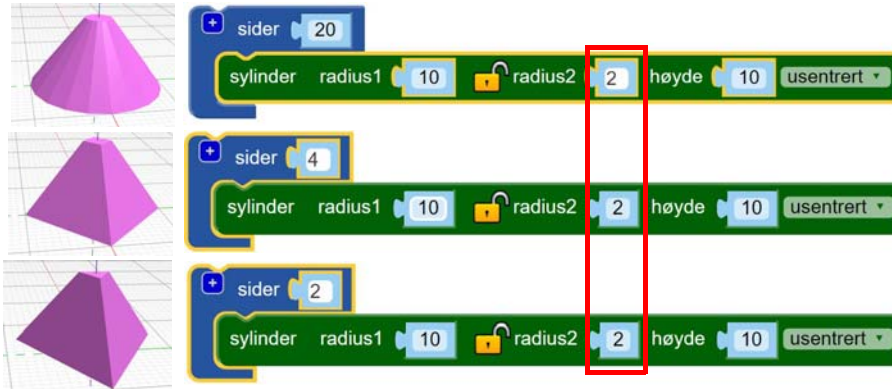 sider 20
sylinder radius1 10 radius2 2 høyde 10 usentrert
sider 4
sylinder radius1 10 radius2 2 høyde 10 usentrert
sider 2
sylinder radius1 10 radius2 2 høyde 10 usentrert